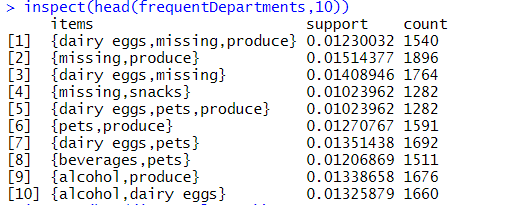 > inspect(head(frequentDepartments,10))
items support count
[1] {dairy eggs,missing,produce} 0.01230032 1540
[2] {missing,produce} 0.01514377 1896
[3] {dairy eggs,missing} 0.01408946 1764
[4] {missing,snacks} 0.01023962 1282
[5] {dairy eggs,pets,produce} 0.01023962 1282
[6] {pets,produce} 0.01270767 1591
[7] {dairy eggs,pets} 0.01351438 1692
[8] {beverages,pets} 0.01206869 1511
[9] {alcohol,produce} 0.01338658 1676
[10] {alcohol,dairy eggs} 0.01325879 1660